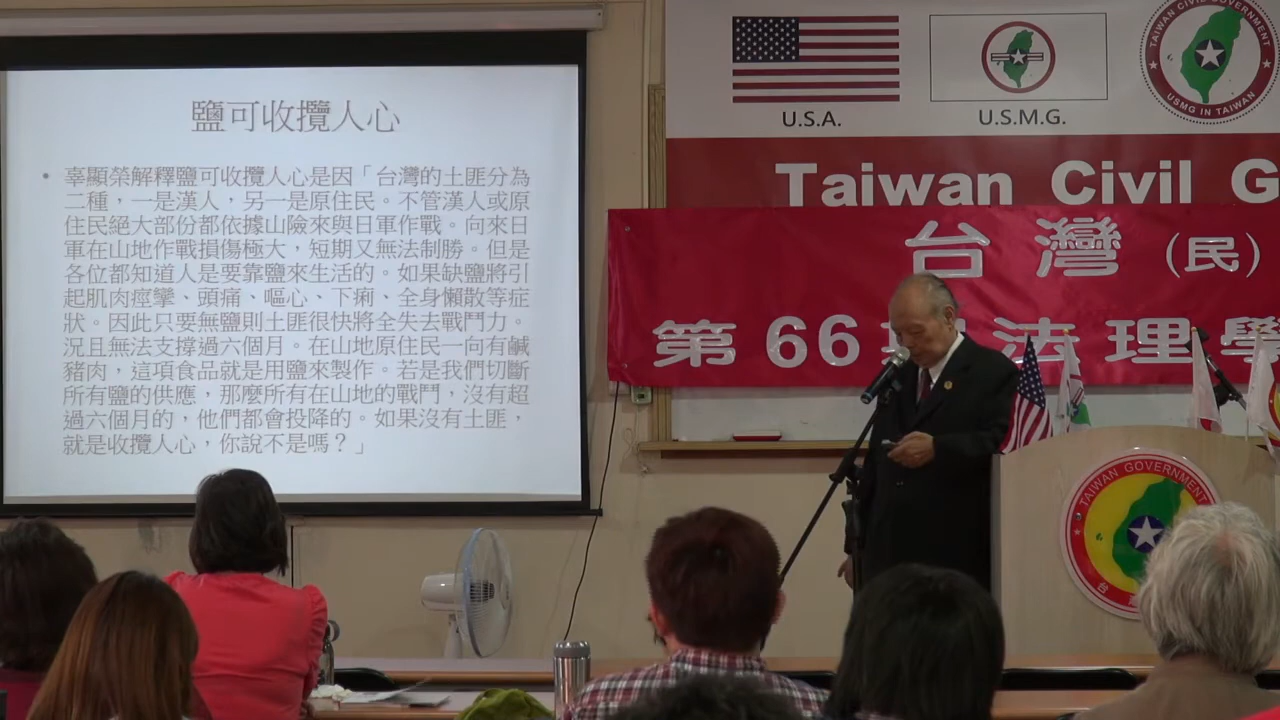 鹽可收攬人心
• 辜顯榮解釋鹽可收攬人心是因「台灣的土匪分為
二種，一是漢人，另一是原住民。不管漢人或原
住民絕大部份都依據山險來與日軍作戰。向來日
軍在山地作戰損傷極大，短期又無法制勝。但是
各位都知道人是要靠鹽來生活的。如果缺鹽將引
起肌肉痙攣、頭痛、嘔心、下痢、全身懶散等症
狀。因此只要無鹽則土匪很快將全失去戰鬥力。
況且無法支撐過六個月。在山地原住民一向有鹹
豬肉，這項食品就是用鹽來製作。若是我們切斷
所有鹽的供應，那麼所有在山地的戰鬥，沒有超
過六個月的，他們都會投降的。如果沒有土匪，
就是收攬人心，你說不是嗎？」
U.S.A.
U.S.M.G.
TAIWAN CIVIL GOVERNMENT
USMG IN TAIWAN
Taiwan Civil G
台灣(民)
第66 法理學
TAIWAN GOVERNMENT
台